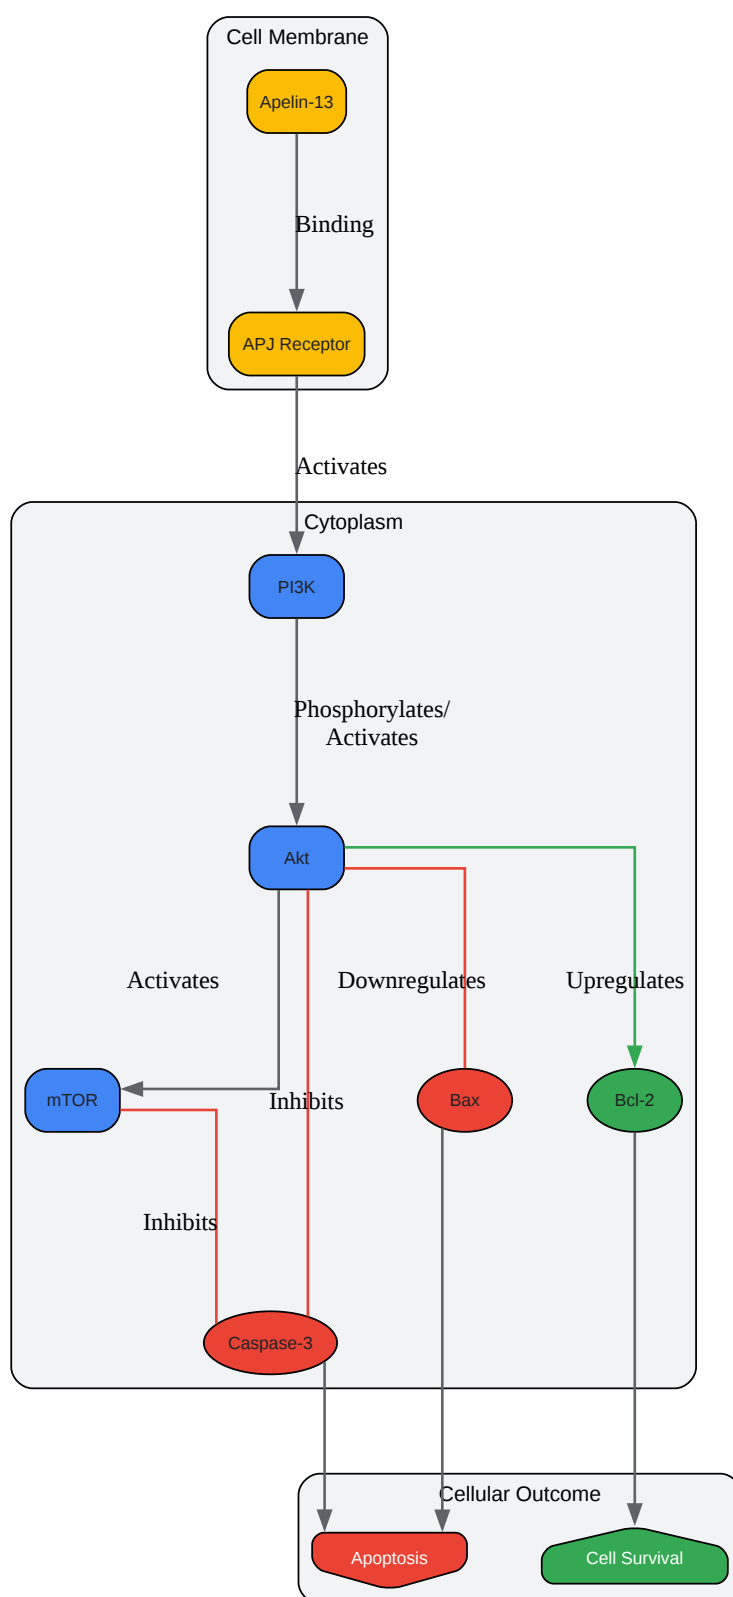 Cell Membrane
Apelin-13
Binding
APJ Receptor
Activates
Cytoplasm
PI3K
Phosphorylates/
Activates
Akt
Activates
Downregulates
Upregulates
mTOR
Inhibits
Bax
Bcl-2
Inhibits
Caspase-3
Cellular Outcome
Apoptosis
Cell Survival